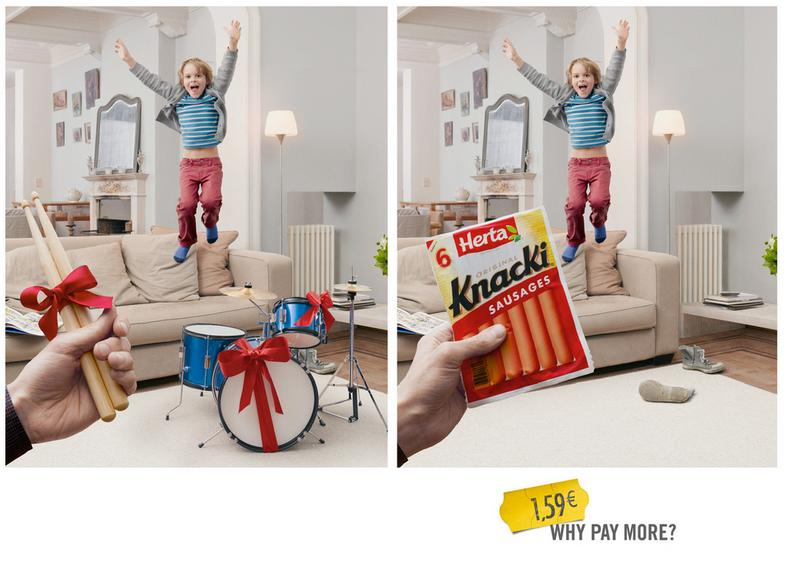 6
Herta
ORIGINAL
Knacki
SAUSAGES
1,59€
WHY PAY MORE?